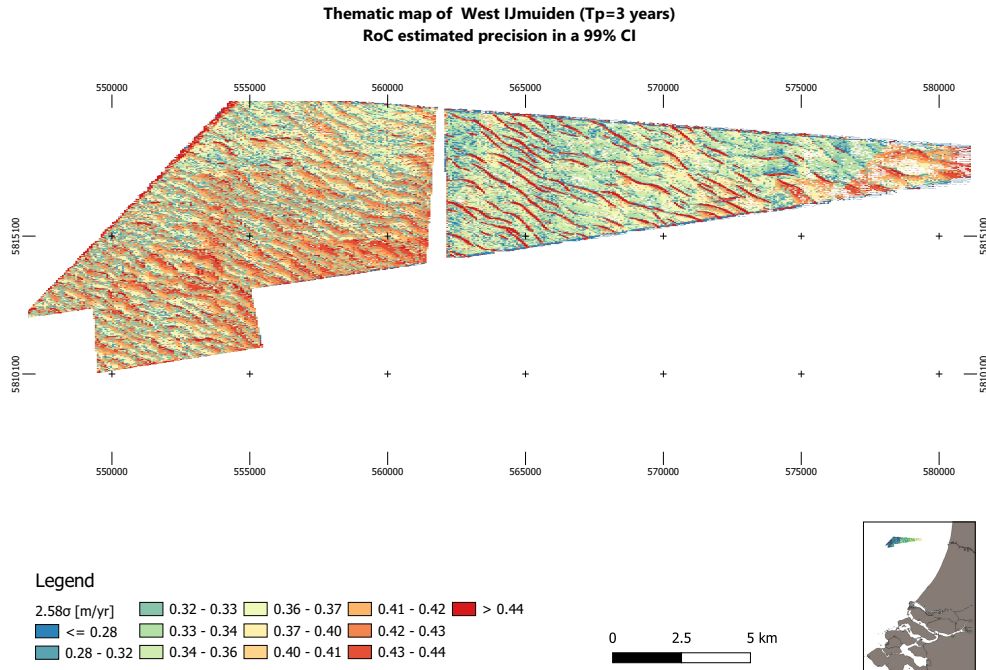 Thematic map of West IJmuiden (Tp=3 years)
RoC estimated precision in a 99% CI
550000 555000 560000 565000 570000 575000 580000
5815100 5815100
5810100 5810100
550000 555000 560000 565000 570000 575000 580000
Legend
2.58σ [m/yr] 0.32 - 0.33 0.36 - 0.37 0.41 - 0.42 > 0.44
<= 0.28 0.33 - 0.34 0.37 - 0.40 0.42 - 0.43
0.28 - 0.32 0.34 - 0.36 0.40 - 0.41 0.43 - 0.44
0 2.5 5 km